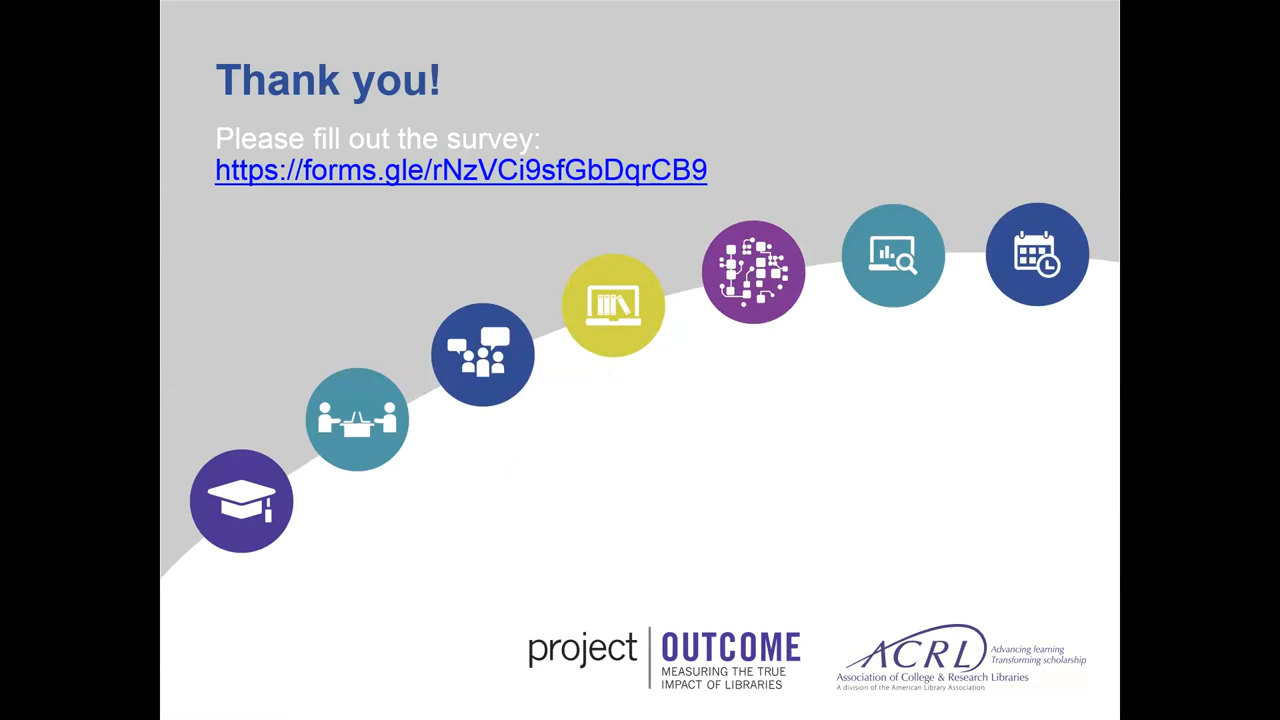 Thank you!
Please fill out the survey:
https://forms.gle/rNzVCi9sfGbDqrCB9
project OUTCOME
MEASURING THE TRUE
IMPACT OF LIBRARIES
ACRL
Advancing learning
Transforming scholarship
Association of College & Research Libraries
A division of the American Library Association